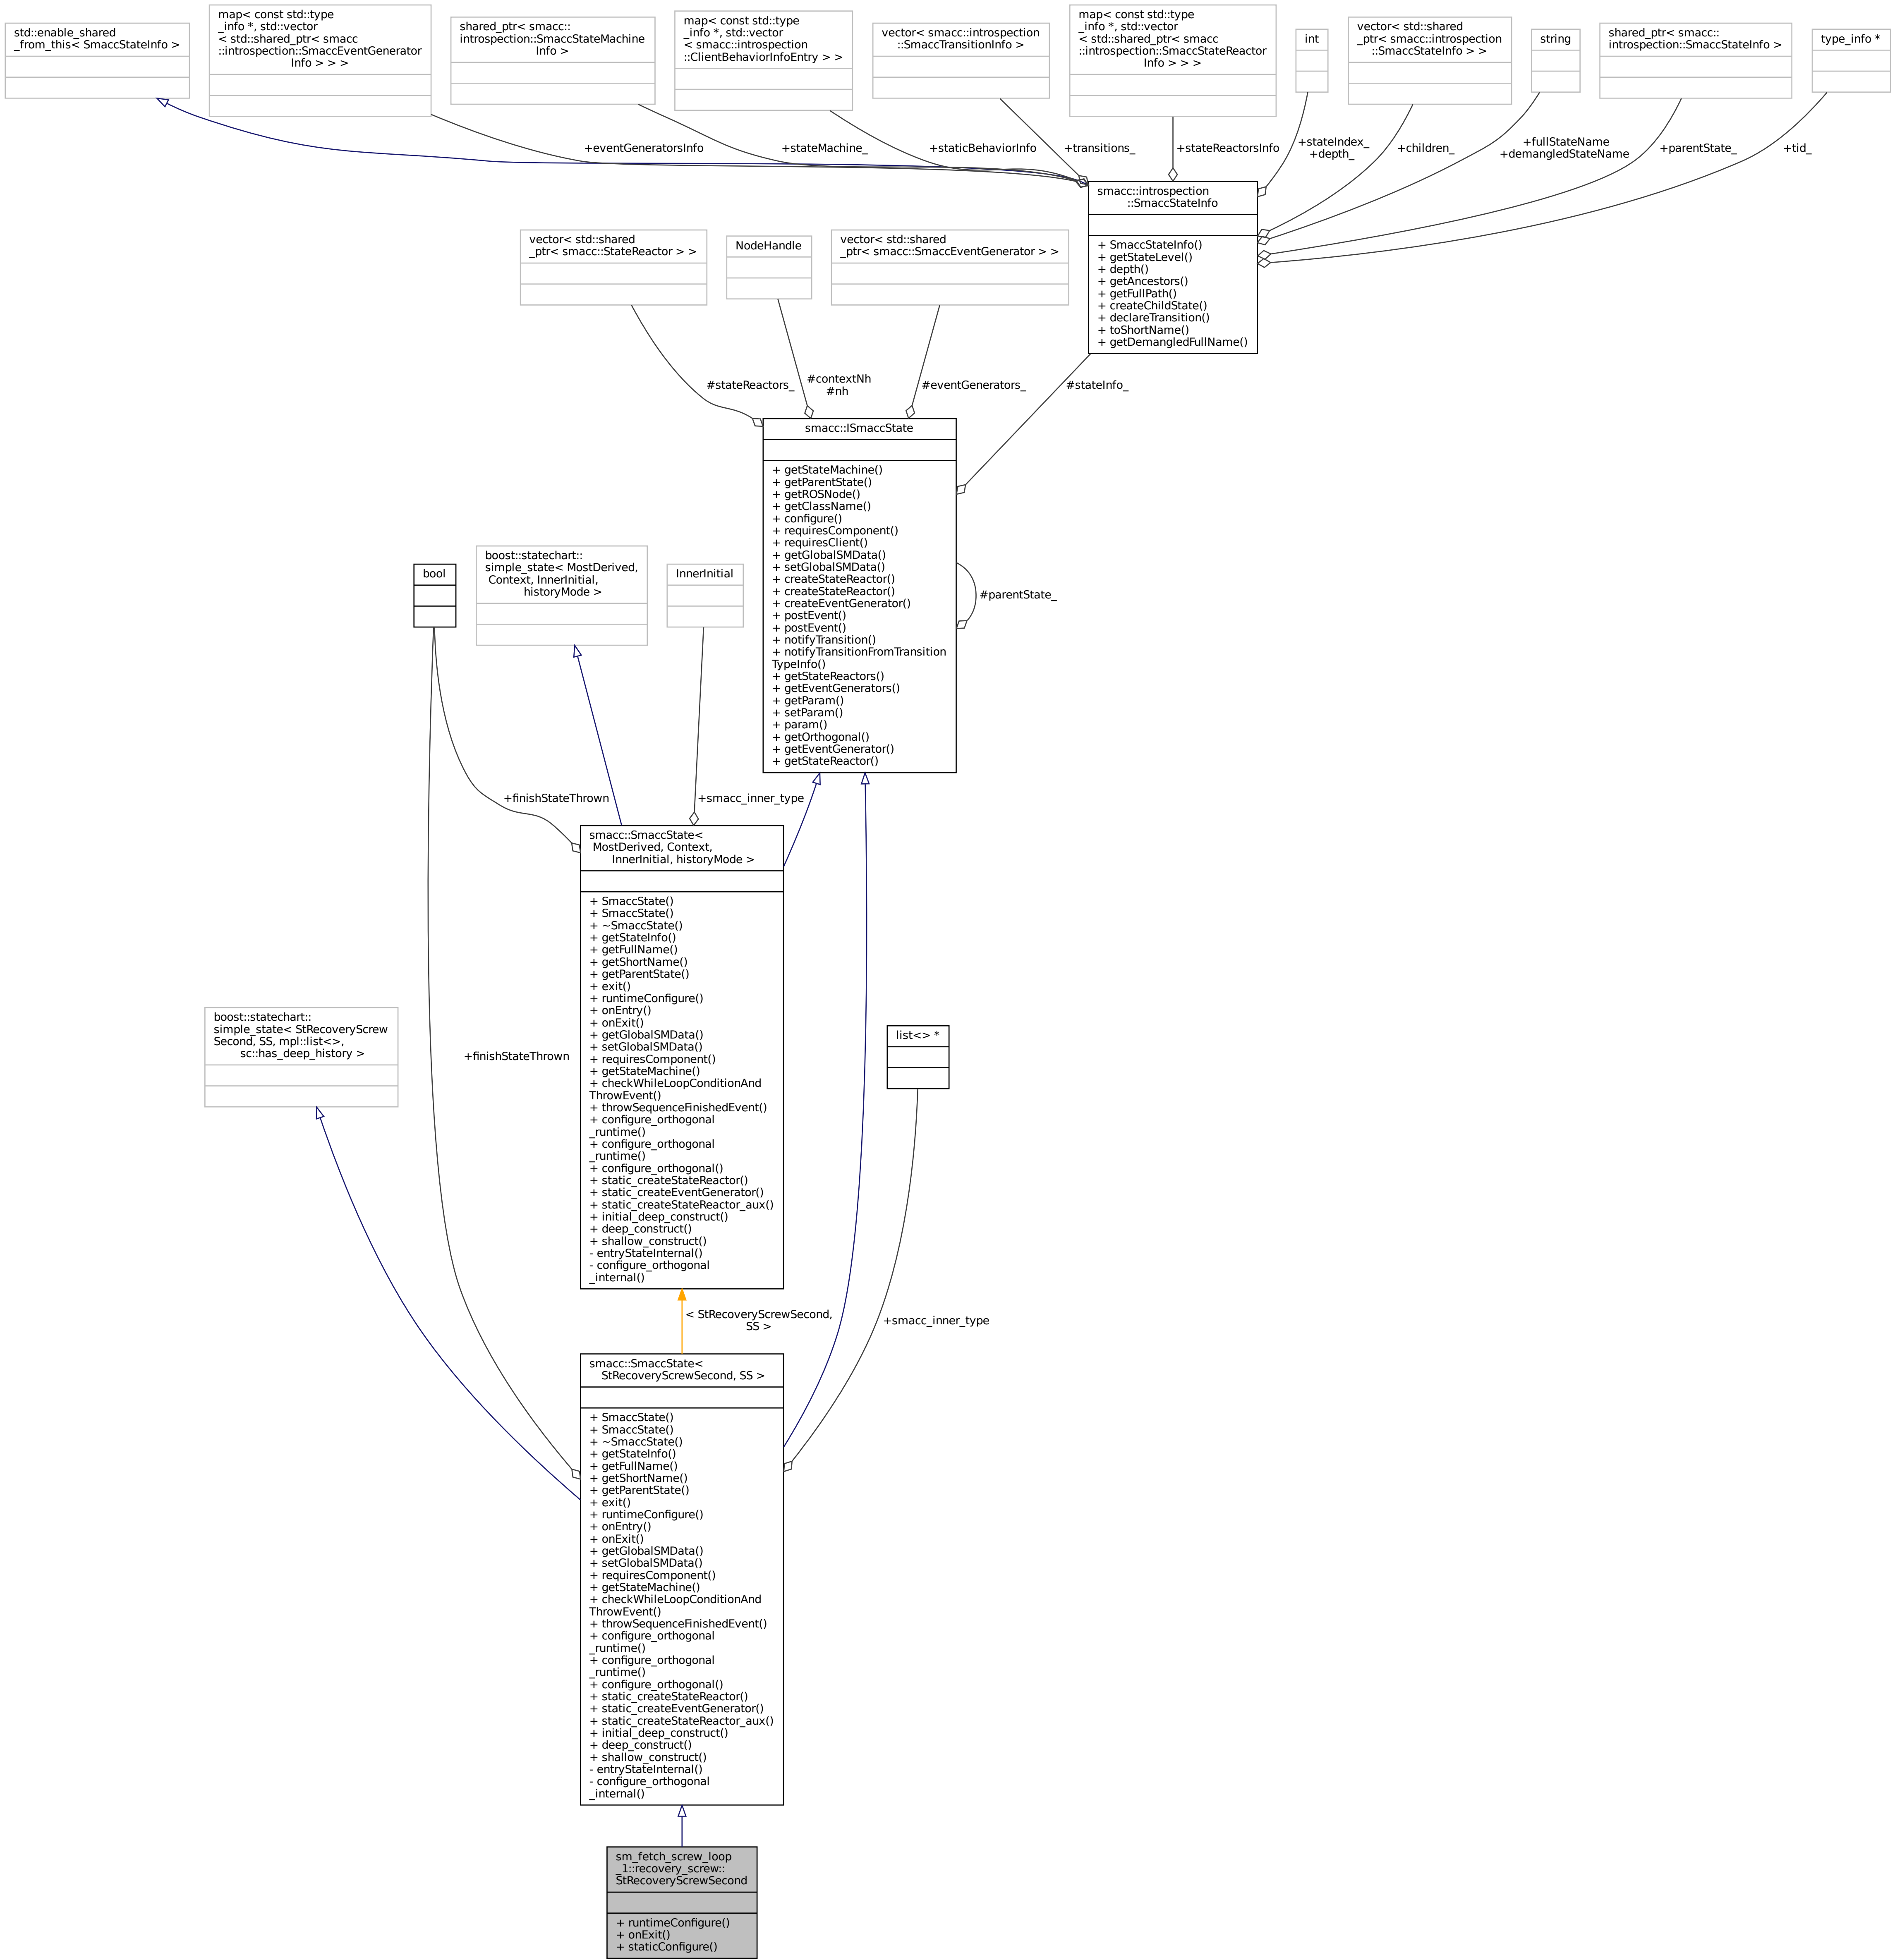 std::enable_shared
_from_this< SmaccStateInfo >
map< const std::type
_info *, std::vector
< std::shared_ptr< smacc
::introspection::SmaccEventGenerator
Info > > >
shared_ptr< smacc::
introspection::SmaccStateMachine
Info >
map< const std::type
_info *, std::vector
< smacc::introspection
::ClientBehaviorInfoEntry > >
vector< smacc::introspection
::SmaccTransitionInfo >
map< const std::type
_info *, std::vector
< std::shared_ptr< smacc
::introspection::SmaccStateReactor
Info > > >
int
vector< std::shared
_ptr< smacc::introspection
::SmaccStateInfo > >
string
shared_ptr< smacc::
introspection::SmaccStateInfo >
type_info *
+eventGeneratorsInfo
+stateMachine_
+staticBehaviorInfo
+transitions_
+stateReactorsInfo
+stateIndex_
+depth_
+children_
+fullStateName
+demangledStateName
+parentState_
+tid_
smacc::introspection
::SmaccStateInfo
+ SmaccStateInfo()
+ getStateLevel()
+ depth()
+ getAncestors()
+ getFullPath()
+ createChildState()
+ declareTransition()
+ toShortName()
+ getDemangledFullName()
vector< std::shared
_ptr< smacc::StateReactor > >
NodeHandle
vector< std::shared
_ptr< smacc::SmaccEventGenerator > >
#stateReactors_
#contextNh
#nh
#eventGenerators_
#stateInfo_
smacc::ISmaccState
+ getStateMachine()
+ getParentState()
+ getROSNode()
+ getClassName()
+ configure()
+ requiresComponent()
+ requiresClient()
+ getGlobalSMData()
+ setGlobalSMData()
+ createStateReactor()
+ createStateReactor()
+ createEventGenerator()
+ postEvent()
+ postEvent()
+ notifyTransition()
+ notifyTransitionFromTransition
TypeInfo()
+ getStateReactors()
+ getEventGenerators()
+ getParam()
+ setParam()
+ param()
+ getOrthogonal()
+ getEventGenerator()
+ getStateReactor()
#parentState_
bool
boost::statechart::
simple_state< MostDerived,
Context, InnerInitial,
historyMode >
InnerInitial
+finishStateThrown
+smacc_inner_type
smacc::SmaccState<
MostDerived, Context,
InnerInitial, historyMode >
+ SmaccState()
+ SmaccState()
+ ~SmaccState()
+ getStateInfo()
+ getFullName()
+ getShortName()
+ getParentState()
+ exit()
+ runtimeConfigure()
+ onEntry()
+ onExit()
+ getGlobalSMData()
+ setGlobalSMData()
+ requiresComponent()
+ getStateMachine()
+ checkWhileLoopConditionAnd
ThrowEvent()
+ throwSequenceFinishedEvent()
+ configure_orthogonal
_runtime()
+ configure_orthogonal
_runtime()
+ configure_orthogonal()
+ static_createStateReactor()
+ static_createEventGenerator()
+ static_createStateReactor_aux()
+ initial_deep_construct()
+ deep_construct()
+ shallow_construct()
- entryStateInternal()
- configure_orthogonal
_internal()
boost::statechart::
simple_state< StRecoveryScrew
Second, SS, mpl::list<>,
sc::has_deep_history >
+finishStateThrown
list<> *
< StRecoveryScrewSecond,
SS >
+smacc_inner_type
smacc::SmaccState<
StRecoveryScrewSecond, SS >
+ SmaccState()
+ SmaccState()
+ ~SmaccState()
+ getStateInfo()
+ getFullName()
+ getShortName()
+ getParentState()
+ exit()
+ runtimeConfigure()
+ onEntry()
+ onExit()
+ getGlobalSMData()
+ setGlobalSMData()
+ requiresComponent()
+ getStateMachine()
+ checkWhileLoopConditionAnd
ThrowEvent()
+ throwSequenceFinishedEvent()
+ configure_orthogonal
_runtime()
+ configure_orthogonal
_runtime()
+ configure_orthogonal()
+ static_createStateReactor()
+ static_createEventGenerator()
+ static_createStateReactor_aux()
+ initial_deep_construct()
+ deep_construct()
+ shallow_construct()
- entryStateInternal()
- configure_orthogonal
_internal()
sm_fetch_screw_loop
_1::recovery_screw::
StRecoveryScrewSecond
+ runtimeConfigure()
+ onExit()
+ staticConfigure()